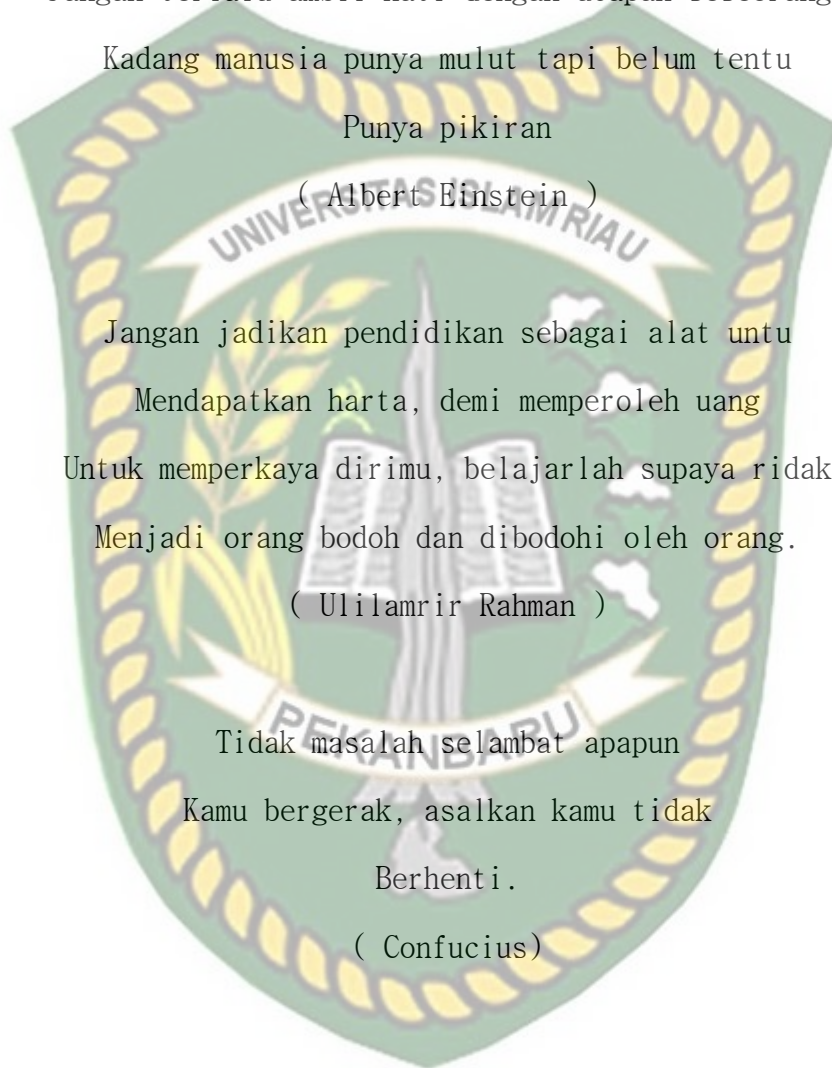 Kadang manusia punya mulut tapi belum tentu
Punya pikiran
( Albert Einstein )
UNIVERSITAS ISLAM RIAU
Jangan jadikan pendidikan sebagai alat untu
Mendapatkan harta, demi memperoleh uang
Untuk memperkaya dirimu, belajarlah supaya ridak
Menjadi orang bodoh dan dibodohi oleh orang.
( Ulilamrir Rahman )
PEKANBARU
Tidak masalah selambat apapun
Kamu bergerak, asalkan kamu tidak
Berhenti.
( Confucius)